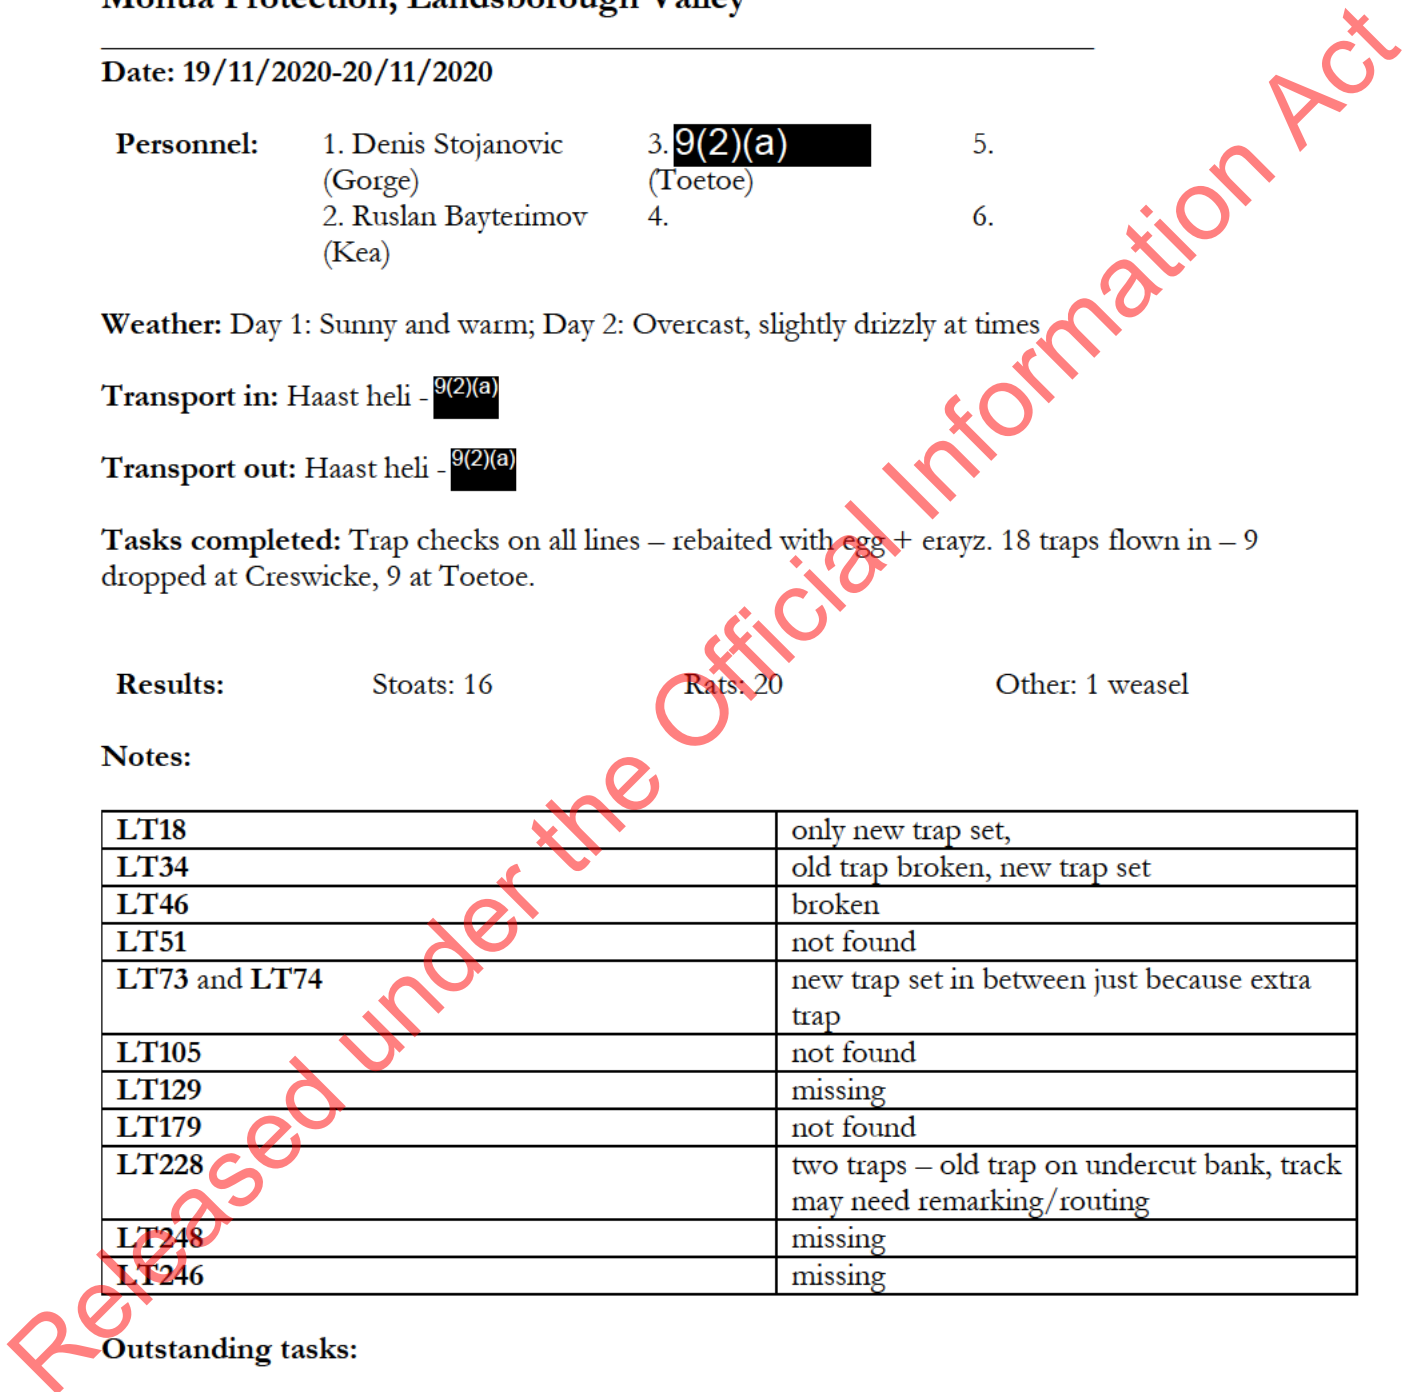 Mohua Protection, Landsborough Valley
Date: 19/11/2020-20/11/2020
Personnel: 1. Denis Stojanovic 3. 9(2)(a) 5.
(Gorge) (Toetoe)
2. Ruslan Bayterimov 4. 6.
(Kea)
Weather: Day 1: Sunny and warm; Day 2: Overcast, slightly drizzly at times
Transport in: Haast heli - 9(2)(a)
Transport out: Haast heli - 9(2)(a)
Tasks completed: Trap checks on all lines – rebaited with egg + erayz. 18 traps flown in – 9
dropped at Creswicke, 9 at Toetoe.
Results: Stoats: 16 Rats: 20 Other: 1 weasel
Notes:
LT18 only new trap set,
LT34 old trap broken, new trap set
LT46 broken
LT51 not found
LT73 and LT74 new trap set in between just because extra
trap
LT105 not found
LT129 missing
LT179 not found
LT228 two traps – old trap on undercut bank, track
may need remarking/routing
LT248 missing
LT246 missing
Outstanding tasks:
Released under the Official Information Act